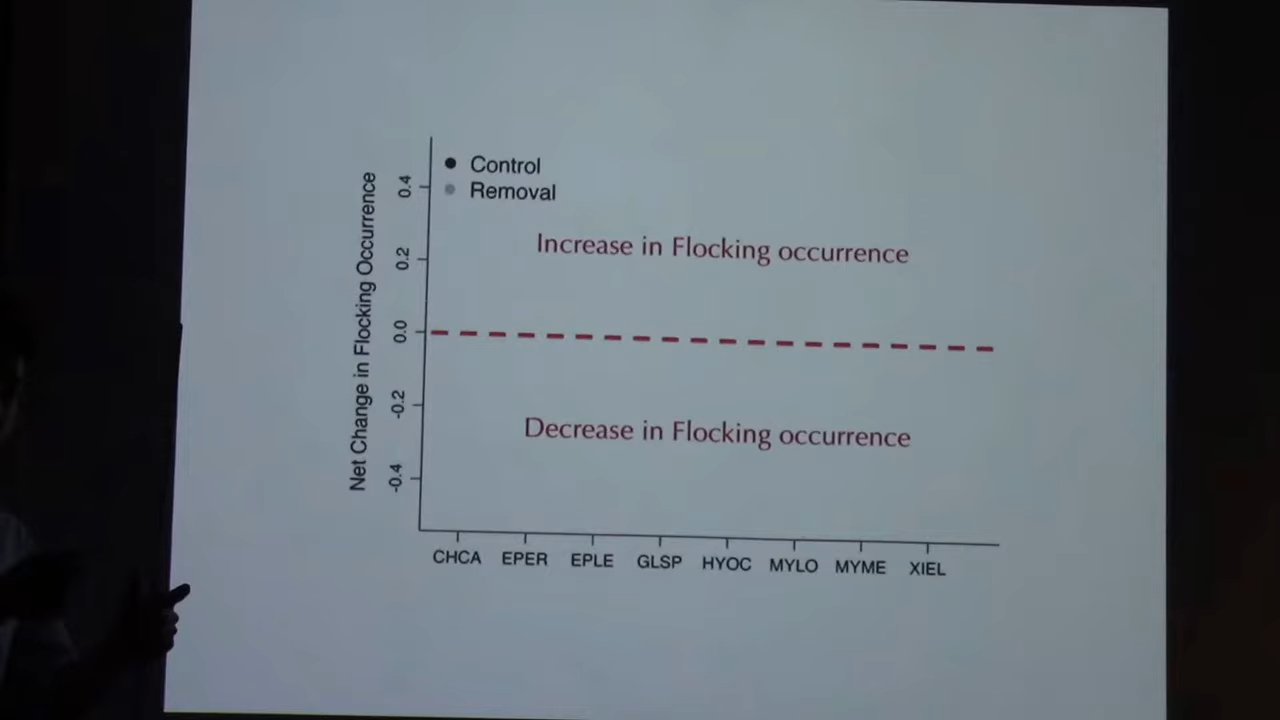 Control
Removal
Net Change in Flocking Occurrence
0.4
0.2
0.0
-0.2
-0.4
Increase in Flocking occurrence
Decrease in Flocking occurrence
CHCA EPER EPLE GLSP HYOC MYLO MYME XIEL